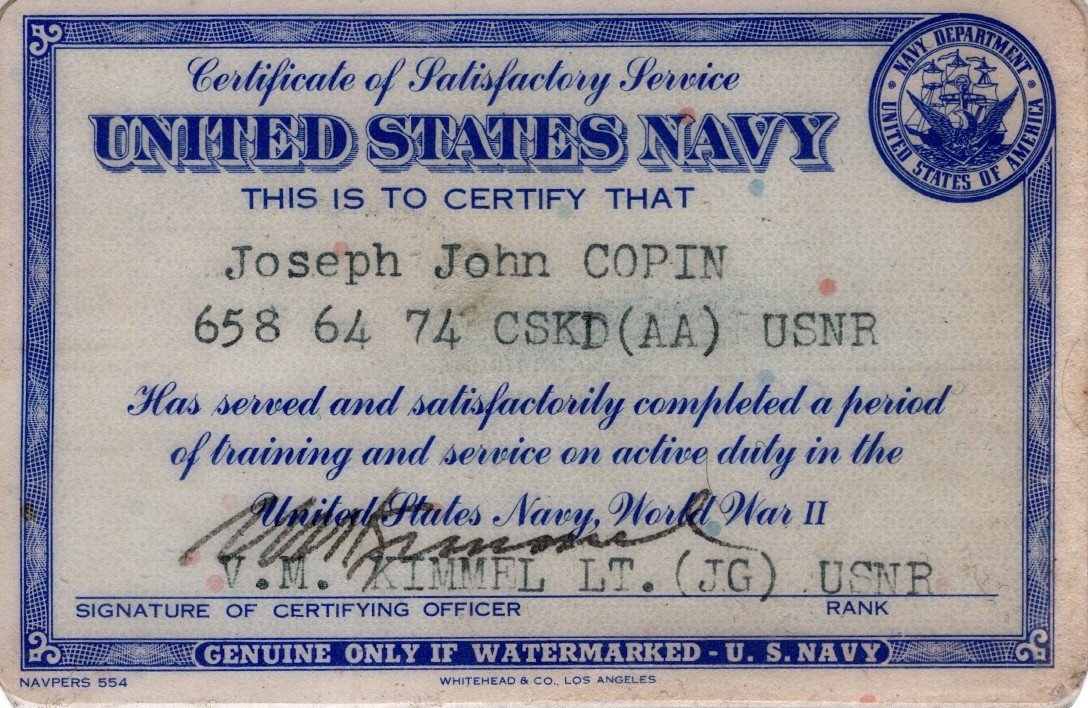 Certificate of Satisfactory Service
NAVY DEPARTMENT
UNITED STATES OF AMERICA
UNITED STATES NAVY
THIS IS TO CERTIFY THAT
Joseph John COPIN
658 64 74 CSKD(AA) USNR
Has served and satisfactorily completed a period
of training and service on active duty in the
United States Navy, World War II
VM Kimmel
V.M. KIMMEL LT.(JG) USNR
SIGNATURE OF CERTIFYING OFFICER RANK
GENUINE ONLY IF WATERMARKED - U. S. NAVY
NAVPERS 554 WHITEHEAD & CO., LOS ANGELES